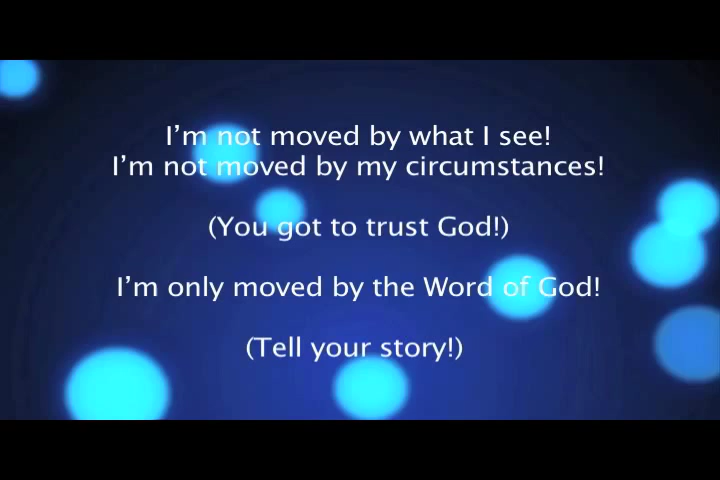 I'm not moved by what I see!
I'm not moved by my circumstances!
(You got to trust God!)
I'm only moved by the Word of God!
(Tell your story!)